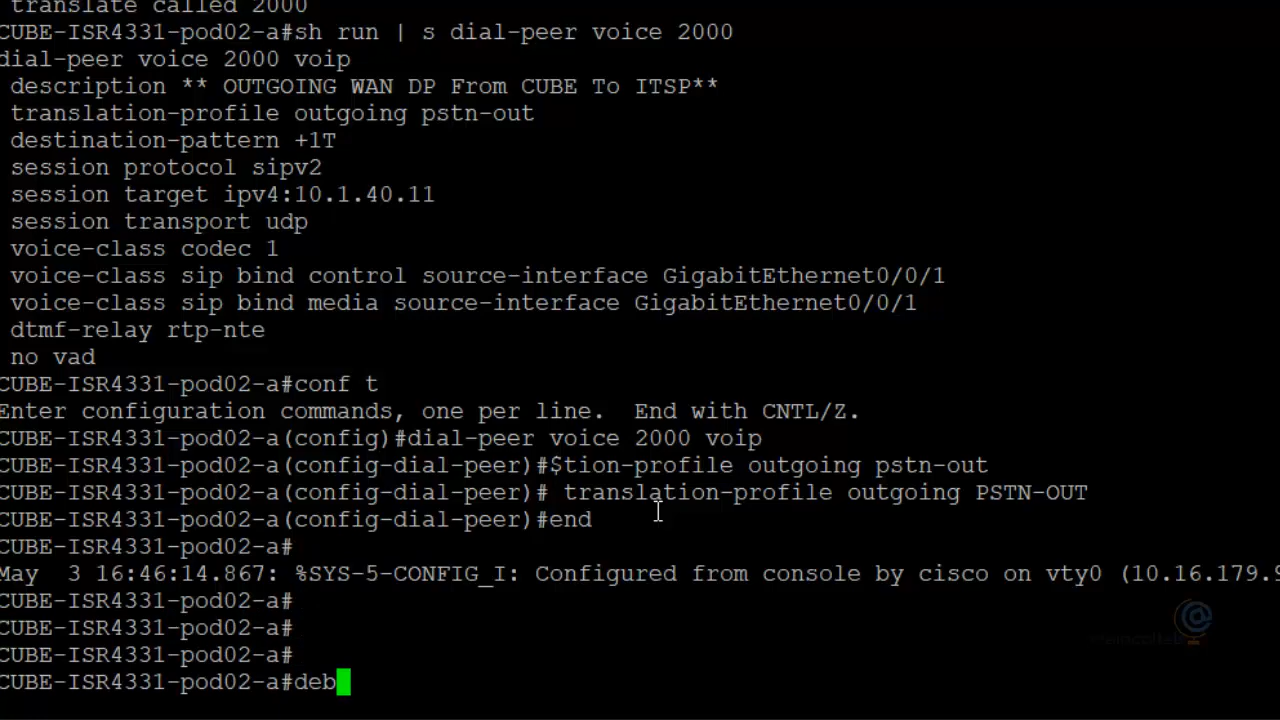 translate called 2000
CUBE-ISR4331-pod02-a#sh run | s dial-peer voice 2000
dial-peer voice 2000 voip
description ** OUTGOING WAN DP From CUBE To ITSP**
translation-profile outgoing pstn-out
destination-pattern +1T
session protocol sipv2
session target ipv4:10.1.40.11
session transport udp
voice-class codec 1
voice-class sip bind control source-interface GigabitEthernet0/0/1
voice-class sip bind media source-interface GigabitEthernet0/0/1
dtmf-relay rtp-nte
no vad
CUBE-ISR4331-pod02-a#conf t
Enter configuration commands, one per line.  End with CNTL/Z.
CUBE-ISR4331-pod02-a(config)#dial-peer voice 2000 voip
CUBE-ISR4331-pod02-a(config-dial-peer)#$tion-profile outgoing pstn-out
CUBE-ISR4331-pod02-a(config-dial-peer)# translation-profile outgoing PSTN-OUT
CUBE-ISR4331-pod02-a(config-dial-peer)#end
CUBE-ISR4331-pod02-a#
May  3 16:46:14.867: %SYS-5-CONFIG_I: Configured from console by cisco on vty0 (10.16.179.9
CUBE-ISR4331-pod02-a#
CUBE-ISR4331-pod02-a#
CUBE-ISR4331-pod02-a#
CUBE-ISR4331-pod02-a#deb